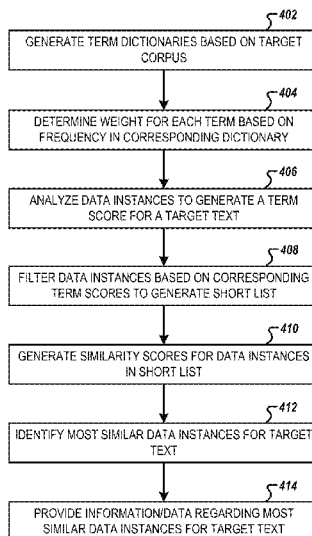 402
GENERATE TERM DICTIONARIES BASED ON TARGET
CORPUS
404
DETERMINE WEIGHT FOR EACH TERM BASED ON
FREQUENCY IN CORRESPONDING DICTIONARY
406
ANALYZE DATA INSTANCES TO GENERATE A TERM
SCORE FOR A TARGET TEXT
408
FILTER DATA INSTANCES BASED ON CORRESPONDING
TERM SCORES TO GENERATE SHORT LIST
410
GENERATE SIMILARITY SCORES FOR DATA INSTANCES
IN SHORT LIST
412
IDENTIFY MOST SIMILAR DATA INSTANCES FOR TARGET
TEXT
414
PROVIDE INFORMATION/DATA REGARDING MOST
SIMILAR DATA INSTANCES FOR TARGET TEXT